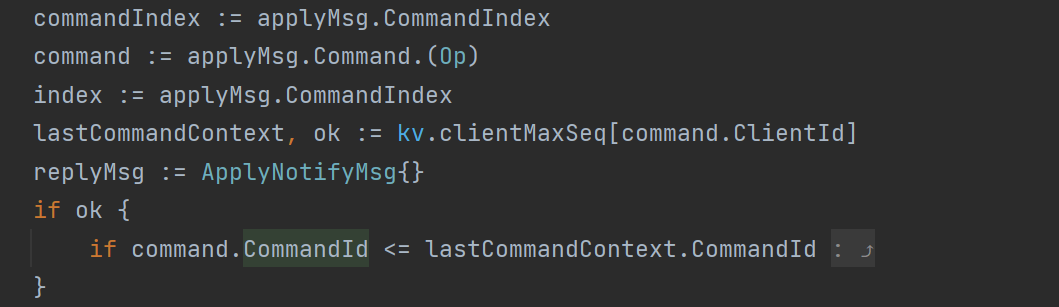 commandIndex := applyMsg.CommandIndex
command := applyMsg.Command.(Op)
index := applyMsg.CommandIndex
lastCommandContext, ok := kv.clientMaxSeq[command.ClientId]
replyMsg := ApplyNotifyMsg{}
if ok {
    if command.CommandId <= lastCommandContext.CommandId : ⤴
}